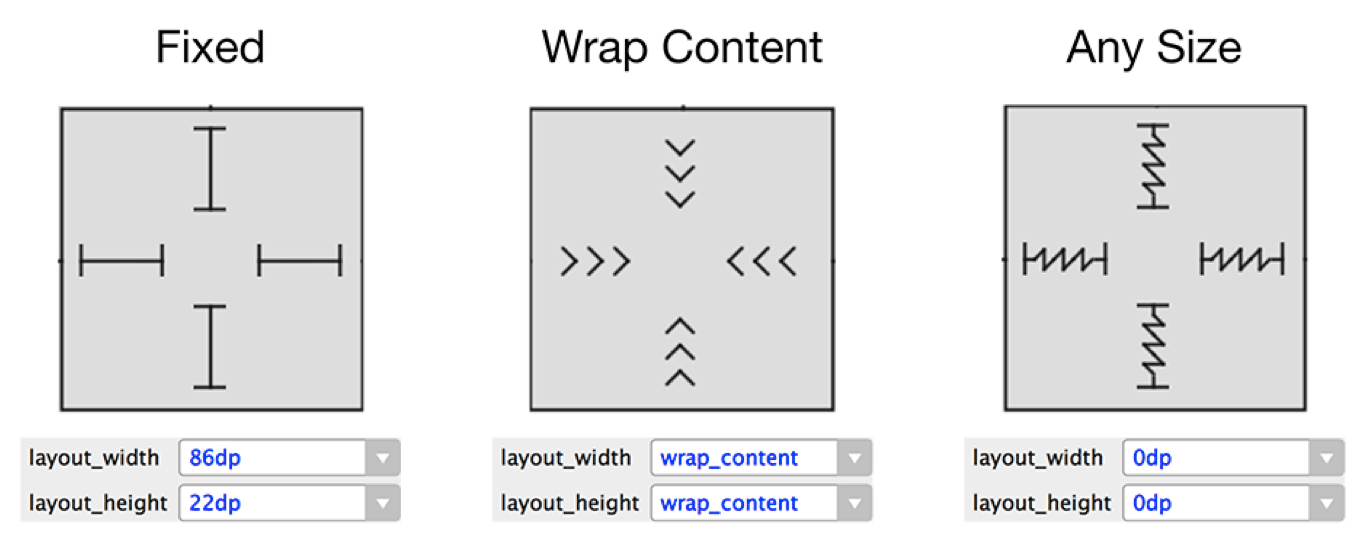 Fixed
Wrap Content
Any Size
layout_width 86dp
layout_height 22dp
layout_width wrap_content
layout_height wrap_content
layout_width 0dp
layout_height 0dp